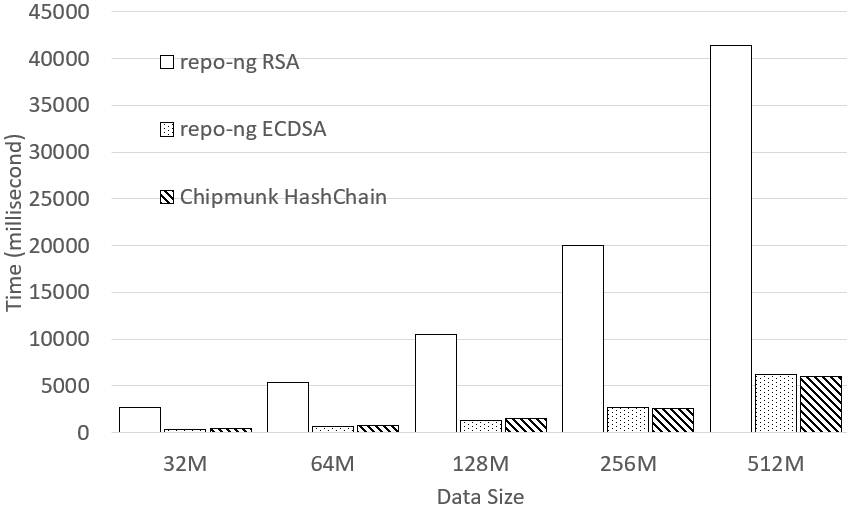 45000
40000
35000
30000
25000
20000
15000
10000
5000
0
Time (millisecond)
repo-ng RSA
repo-ng ECDSA
Chipmunk HashChain
32M
64M
128M
256M
512M
Data Size